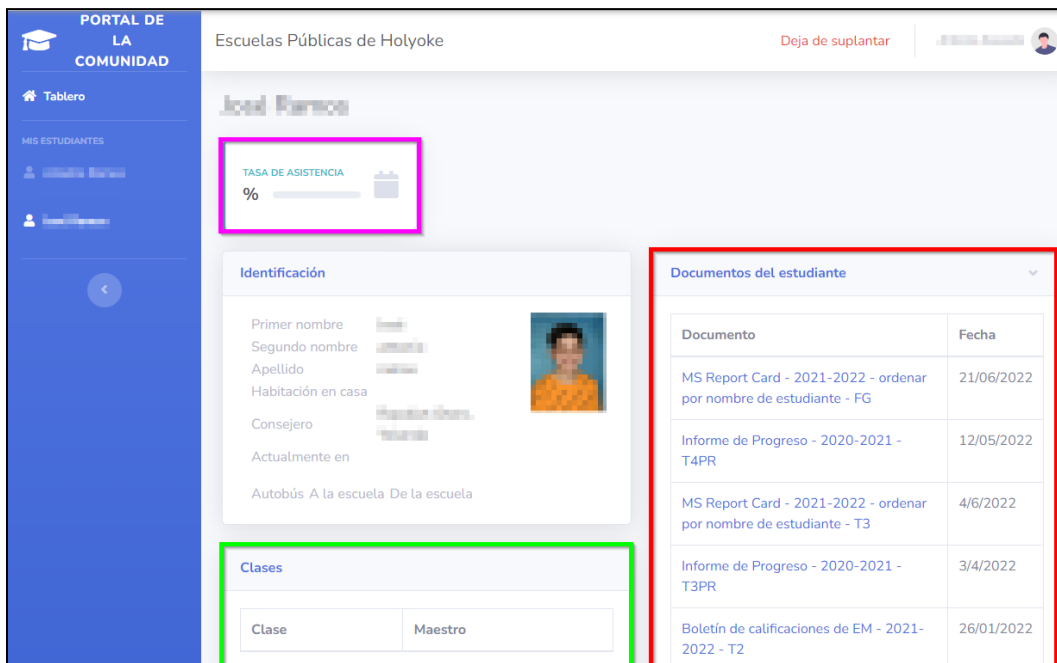 PORTAL DE
LA
COMUNIDAD
Escuelas Públicas de Holyoke
Deja de suplantar
Tablero
MIS ESTUDIANTES
TASA DE ASISTENCIA
%
Identificación
Primer nombre
Segundo nombre
Apellido
Habitación en casa
Consejero
Actualmente en
Autobús A la escuela De la escuela
Clases
Clase Maestro
Documentos del estudiante
Documento Fecha
MS Report Card - 2021-2022 - ordenar 21/06/2022
por nombre de estudiante - FG
Informe de Progreso - 2020-2021 - 12/05/2022
T4PR
MS Report Card - 2021-2022 - ordenar 4/6/2022
por nombre de estudiante - T3
Informe de Progreso - 2020-2021 - 3/4/2022
T3PR
Boletín de calificaciones de EM - 2021- 26/01/2022
2022 - T2